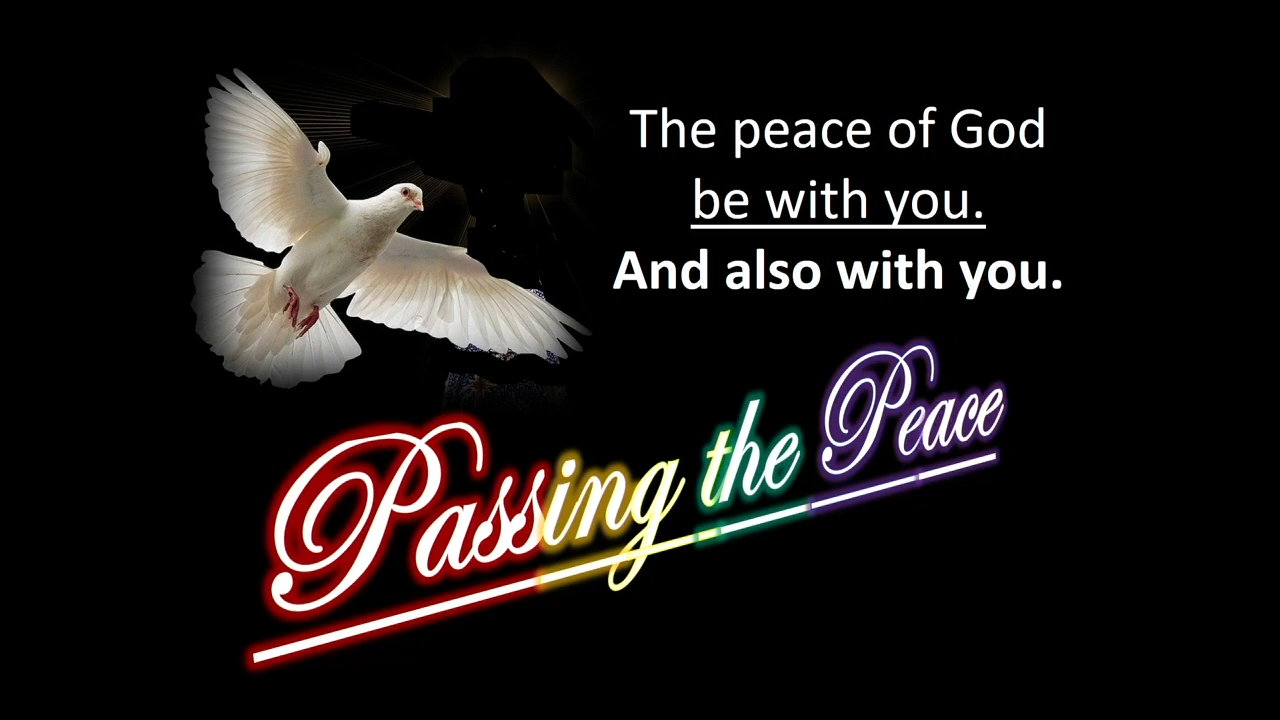 The peace of God
be with you.
And also with you.
Passing the Peace